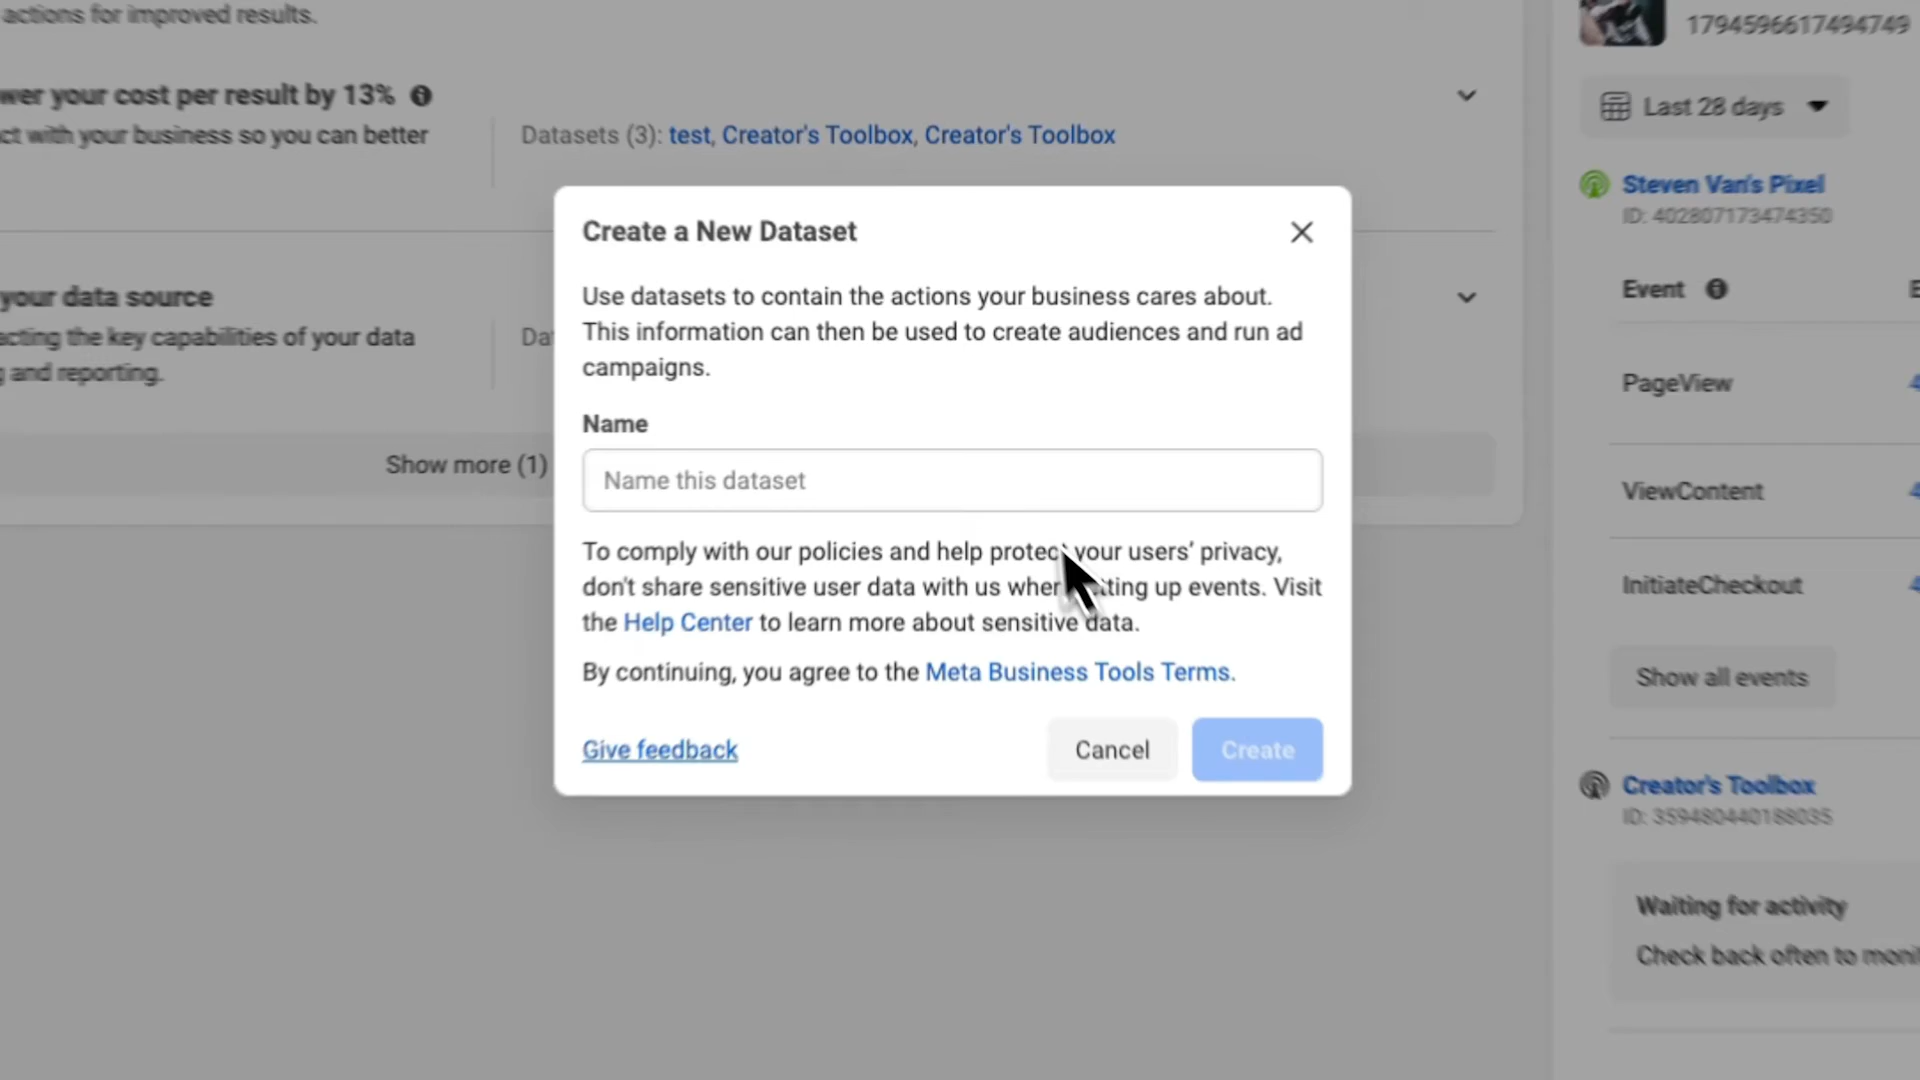 actions for improved results.
wer your cost per result by 13%
ct with your business so you can better
Datasets (3): test, Creator's Toolbox, Creator's Toolbox
your data source
acting the key capabilities of your data
g and reporting.
Show more (1)
Create a New Dataset
Use datasets to contain the actions your business cares about.
This information can then be used to create audiences and run ad
campaigns.
Name
Name this dataset
To comply with our policies and help protect your users' privacy,
don't share sensitive user data with us when setting up events. Visit
the Help Center to learn more about sensitive data.
By continuing, you agree to the Meta Business Tools Terms.
Give feedback
Cancel
Create
1794596617494749
Last 28 days
Steven Van's Pixel
ID: 402807173474350
Event
PageView
ViewContent
InitiateCheckout
Show all events
Creator's Toolbox
ID: 359480440188035
Waiting for activity
Check back often to moni